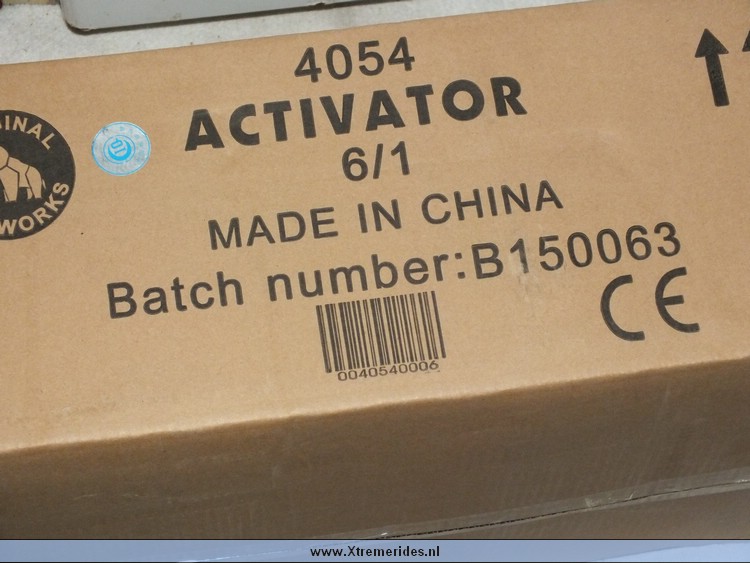 4054
ACTIVATOR
6/1
MADE IN CHINA
Batch number:B150063
CE
0040540006
www.Xtremerides.nl